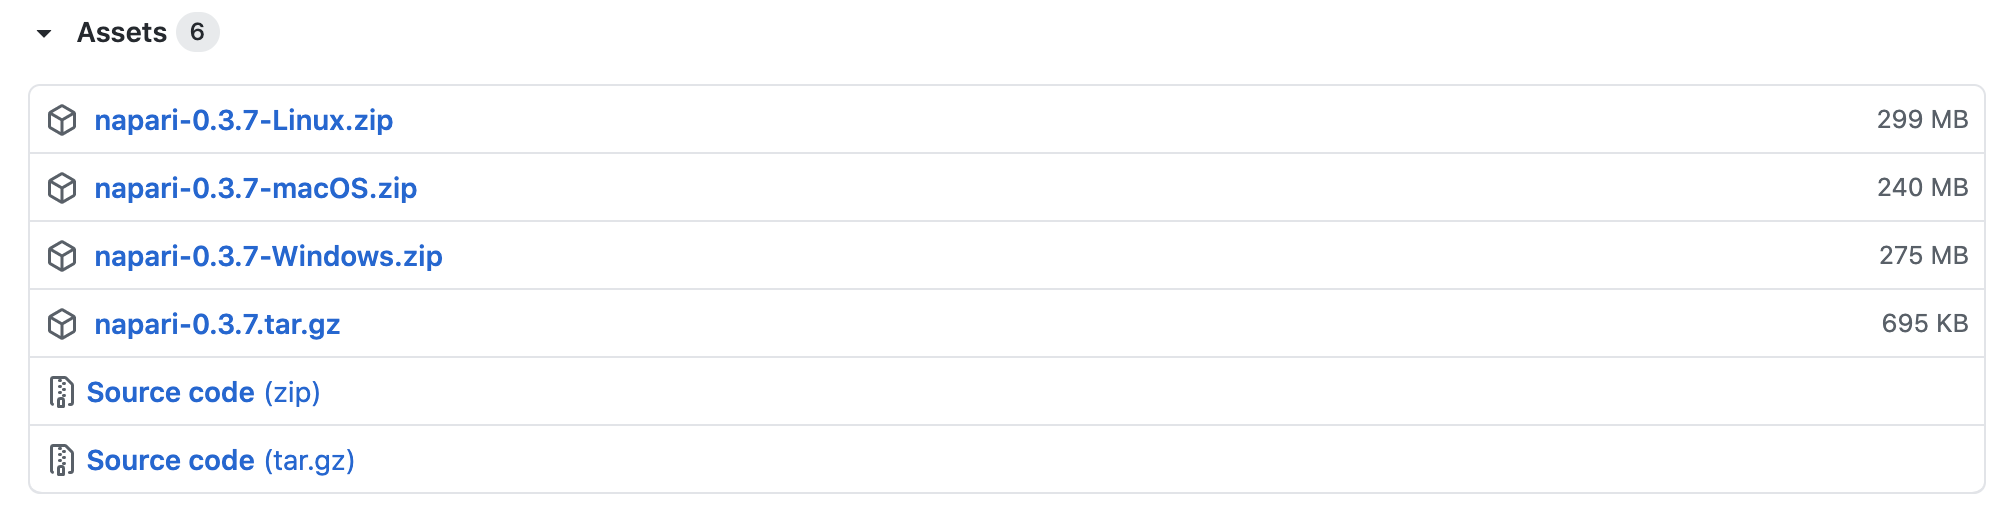 Assets 6
napari-0.3.7-Linux.zip 299 MB
napari-0.3.7-macOS.zip 240 MB
napari-0.3.7-Windows.zip 275 MB
napari-0.3.7.tar.gz 695 KB
Source code (zip)
Source code (tar.gz)